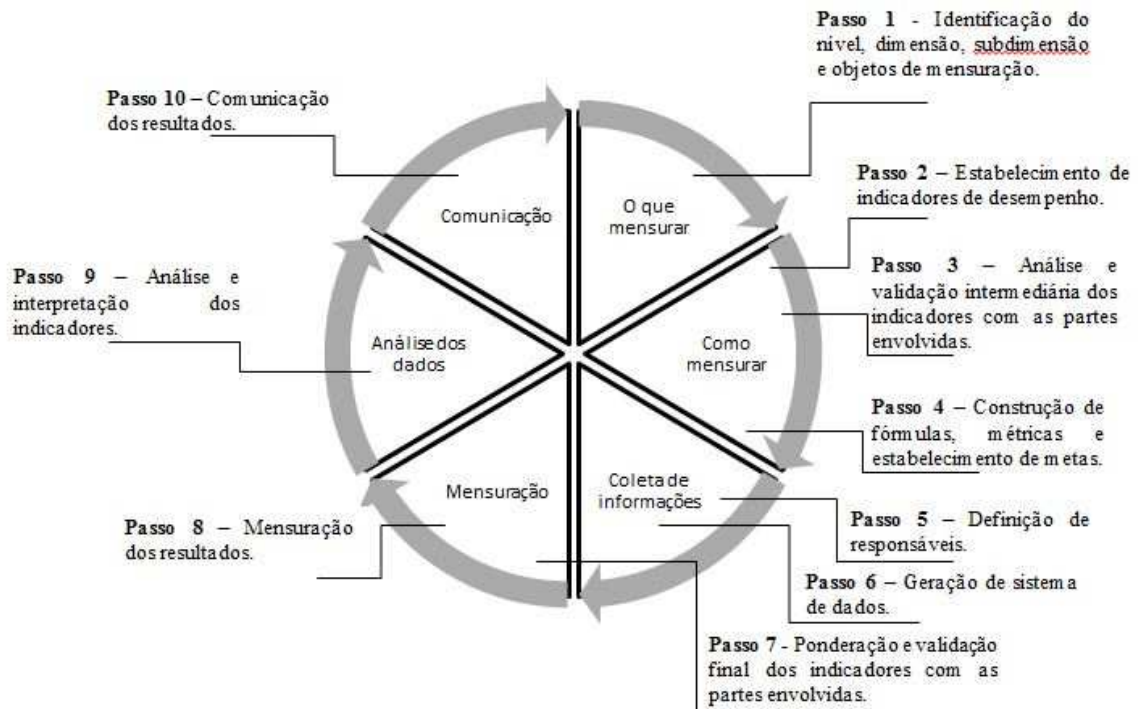 Passo 1 - Identificação do
nível, dimensão, subdimensão
e objetos de mensuração.
Passo 10 – Comunicação
dos resultados.
Passo 2 – Estabelecimento de
indicadores de desempenho.
Comunicação
O que
mensurar
Passo 3 – Análise e
validação intermediária dos
indicadores com as partes
envolvidas.
Passo 9 – Análise e
interpretação dos
indicadores.
Análise dos
dados
Como
mensurar
Passo 4 – Construção de
fórmulas, métricas e
estabelecimento de metas.
Mensuração
Coleta de
informações
Passo 8 – Mensuração
dos resultados.
Passo 5 – Definição de
responsáveis.
Passo 6 – Geração de sistema
de dados.
Passo 7 - Ponderação e validação
final dos indicadores com as
partes envolvidas.